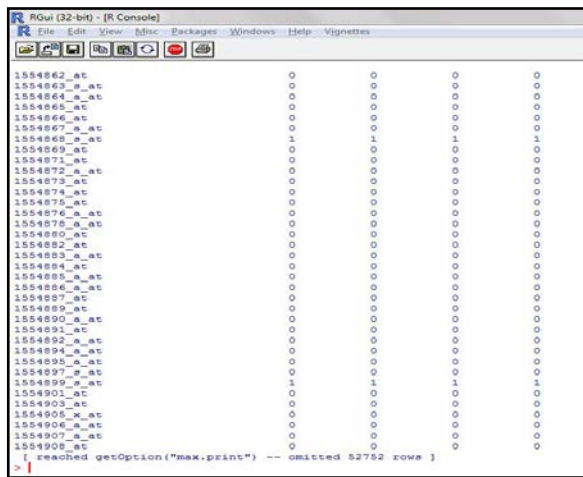 RGui (32-bit) - [R Console]
R File Edit View Misc Packages Windows Help Vignettes
STOP
1554862_at 0 0 0 0
1554863_s_at 0 0 0 0
1554864_a_at 0 0 0 0
1554865_at 0 0 0 0
1554866_at 0 0 0 0
1554867_a_at 0 0 0 0
1554868_s_at 1 1 1 1
1554869_at 0 0 0 0
1554871_at 0 0 0 0
1554872_a_at 0 0 0 0
1554873_at 0 0 0 0
1554874_at 0 0 0 0
1554875_at 0 0 0 0
1554876_a_at 0 0 0 0
1554878_a_at 0 0 0 0
1554880_at 0 0 0 0
1554882_at 0 0 0 0
1554883_a_at 0 0 0 0
1554884_at 0 0 0 0
1554885_a_at 0 0 0 0
1554886_a_at 0 0 0 0
1554887_at 0 0 0 0
1554889_at 0 0 0 0
1554890_a_at 0 0 0 0
1554891_at 0 0 0 0
1554892_a_at 0 0 0 0
1554894_a_at 0 0 0 0
1554895_a_at 0 0 0 0
1554897_s_at 0 0 0 0
1554899_s_at 1 1 1 1
1554901_at 0 0 0 0
1554903_at 0 0 0 0
1554905_x_at 0 0 0 0
1554906_a_at 0 0 0 0
1554907_a_at 0 0 0 0
1554908_at 0 0 0 0
[ reached getOption("max.print") -- omitted 52752 rows ]
>